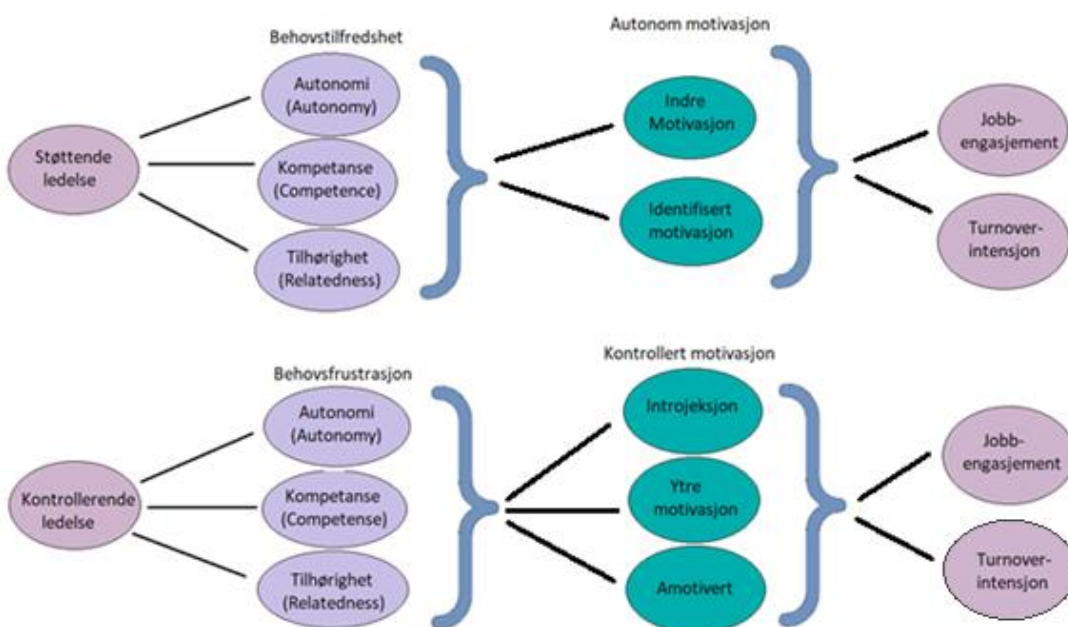 Behovstilfredshet
Autonom motivasjon
Støttende
ledelse
Autonomi
(Autonomy)
Kompetanse
(Competence)
Tilhørighet
(Relatedness)
Indre
Motivasjon
Identifisert
motivasjon
Jobb-
engasjement
Turnover-
intensjon
Behovsfrustrasjon
Kontrollert motivasjon
Kontrollerende
ledelse
Autonomi
(Autonomy)
Kompetanse
(Competense)
Tilhørighet
(Relatedness)
Introjeksjon
Ytre
motivasjon
Amotivert
Jobb-
engasjement
Turnover-
intensjon